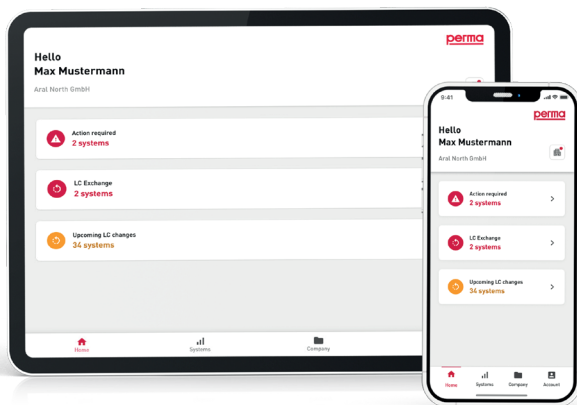 perma
Hello
Max Mustermann
Aral North GmbH
Action required
2 systems
LC Exchange
2 systems
Upcoming LC changes
34 systems
Home
Systems
Company
9:41
perma
Hello
Max Mustermann
Aral North GmbH
Action required
2 systems
LC Exchange
2 systems
Upcoming LC changes
34 systems
Home
Systems
Company
Account